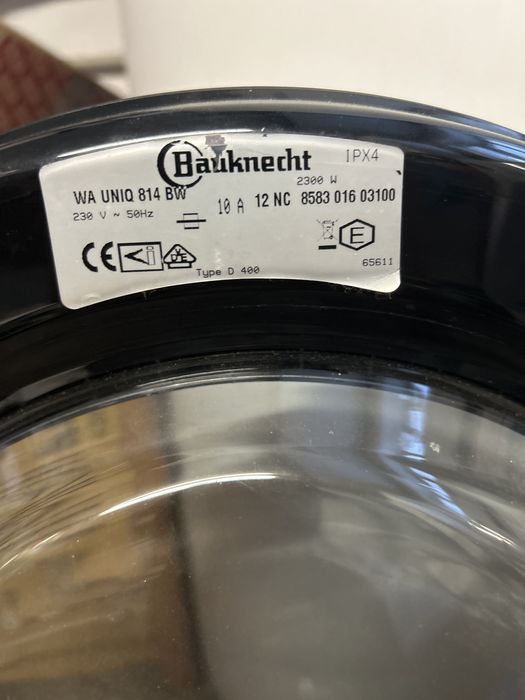 Bauknecht
IPX4
2300 W
WA UNIQ 814 BW
230 V ~ 50Hz
10 A 12 NC 8583 016 03100
CE
E
Type D 400
65611